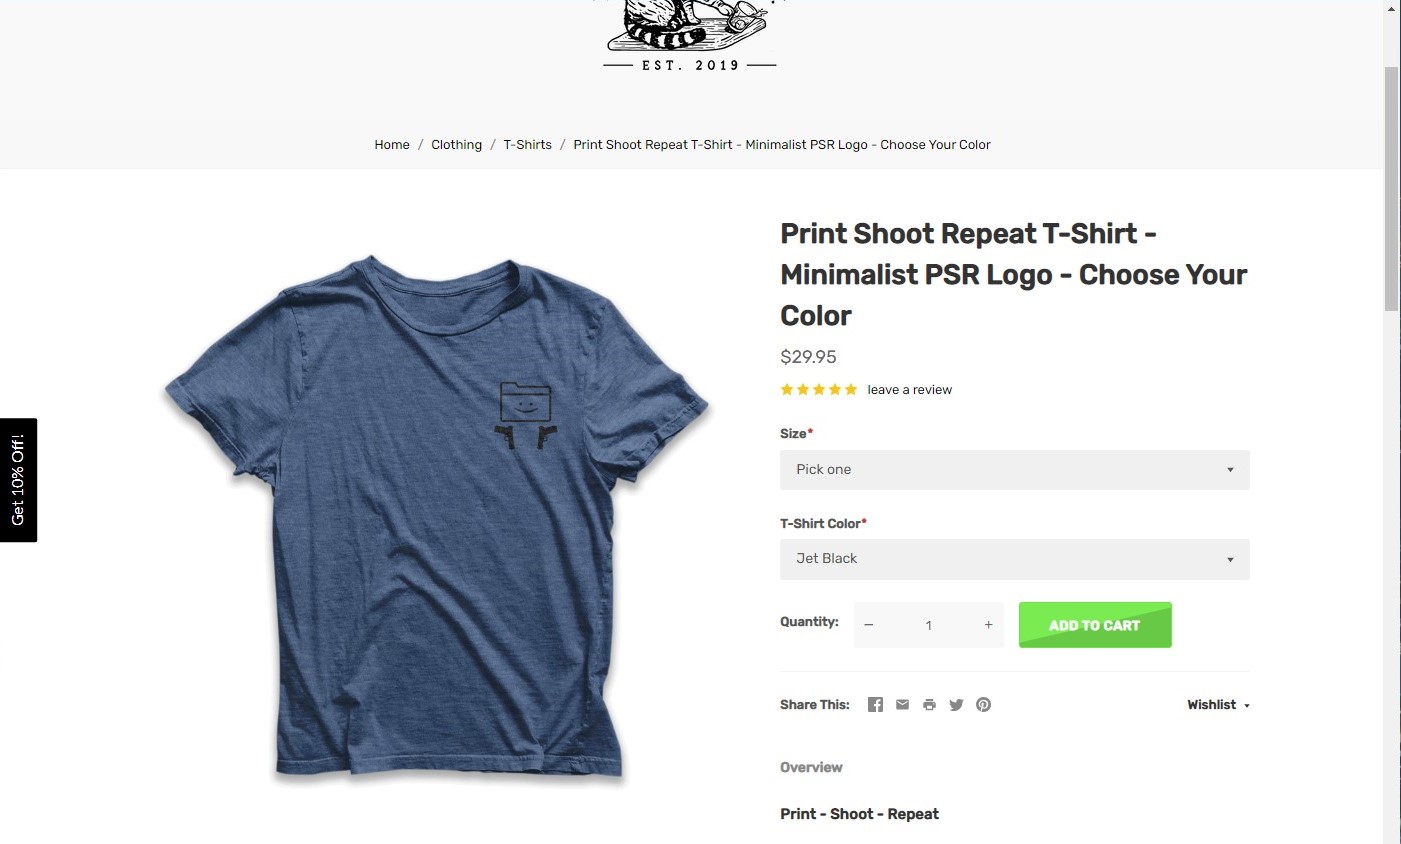 EST. 2019
Home / Clothing / T-Shirts / Print Shoot Repeat T-Shirt - Minimalist PSR Logo - Choose Your Color
Print Shoot Repeat T-Shirt -
Minimalist PSR Logo - Choose Your
Color
$29.95
leave a review
Size*
Pick one
T-Shirt Color*
Jet Black
Quantity: − 1 + ADD TO CART
Share This: Wishlist
Overview
Print - Shoot - Repeat
Get 10% Off!